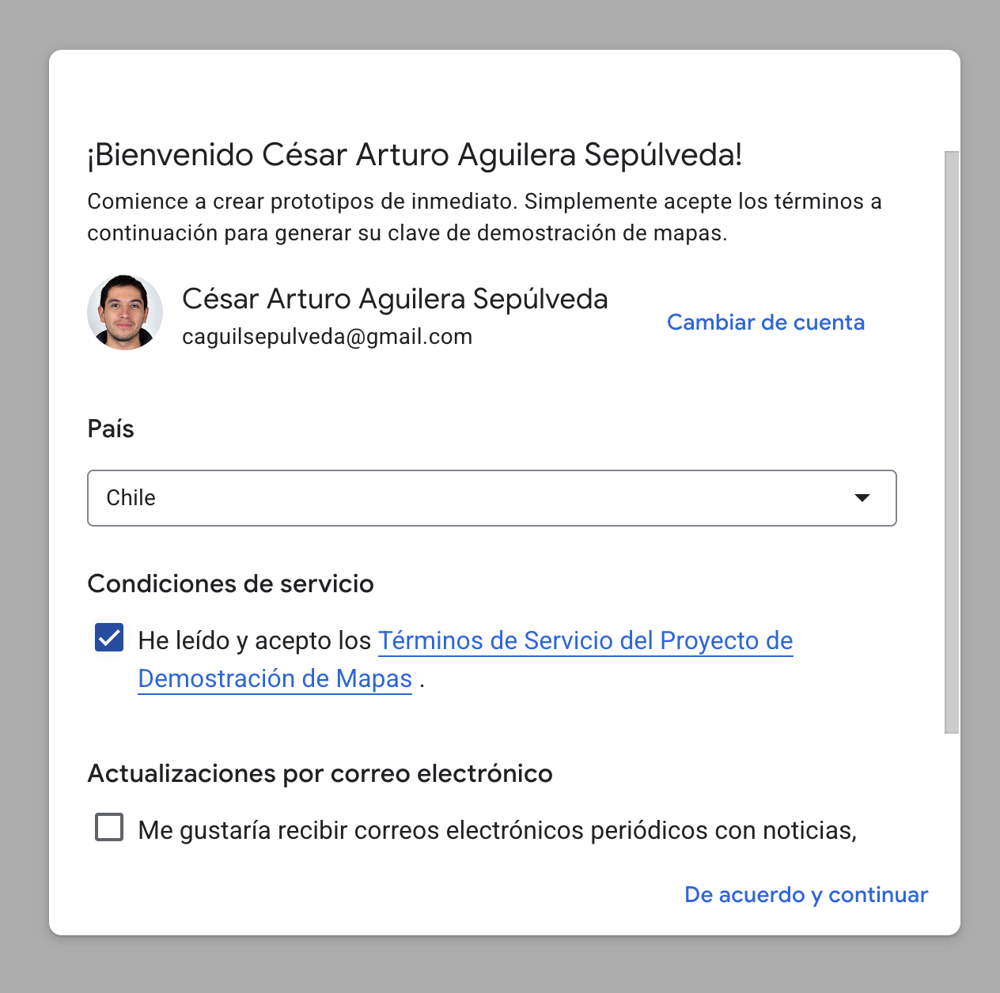 ¡Bienvenido César Arturo Aguilera Sepúlveda!
Comience a crear prototipos de inmediato. Simplemente acepte los términos a
continuación para generar su clave de demostración de mapas.
César Arturo Aguilera Sepúlveda
caguilsepulveda@gmail.com
Cambiar de cuenta
País
Chile
Condiciones de servicio
He leído y acepto los Términos de Servicio del Proyecto de
Demostración de Mapas .
Actualizaciones por correo electrónico
Me gustaría recibir correos electrónicos periódicos con noticias,
De acuerdo y continuar